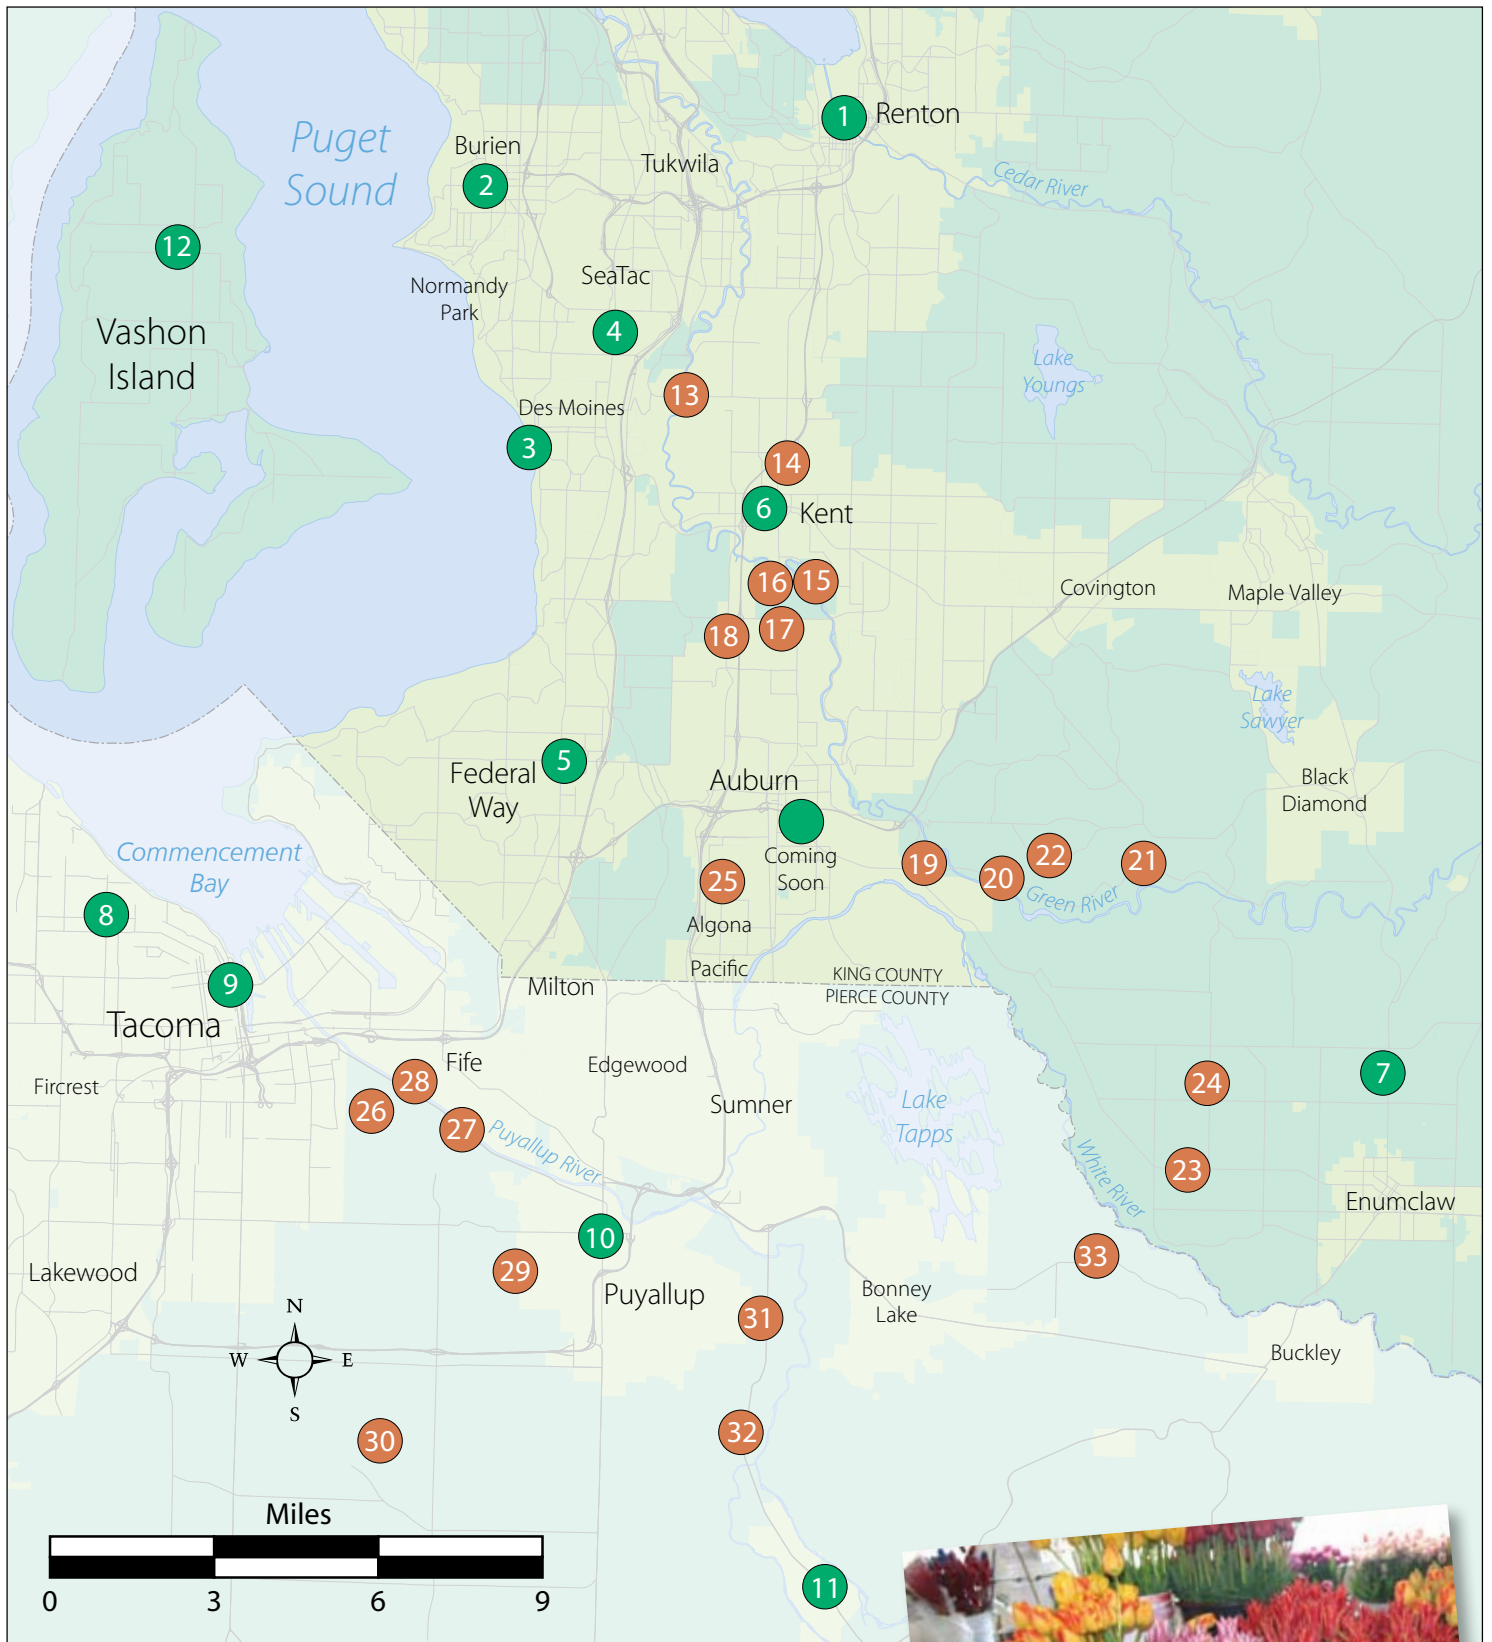 1
Renton
Puget
Sound
Burien
2
Tukwila
Cedar River
12
Vashon
Island
Normandy
Park
SeaTac
4
Lake
Youngs
13
Des Moines
3
14
6
Kent
16
15
18
17
Covington
Maple Valley
Lake
Sawyer
Black
Diamond
5
Federal
Way
Auburn
Coming
Soon
Commencement
Bay
25
Algona
19
20
22
21
Green River
8
9
Tacoma
Pacific
Milton
KING COUNTY
PIERCE COUNTY
Fircrest
Fife
28
26
27
Puyallup River
Edgewood
Sumner
Lake
Tapps
24
7
23
White River
Enumclaw
10
Puyallup
29
Lakewood
33
Bonney
Lake
31
Buckley
N
W
E
S
30
32
11
Miles
0 3 6 9